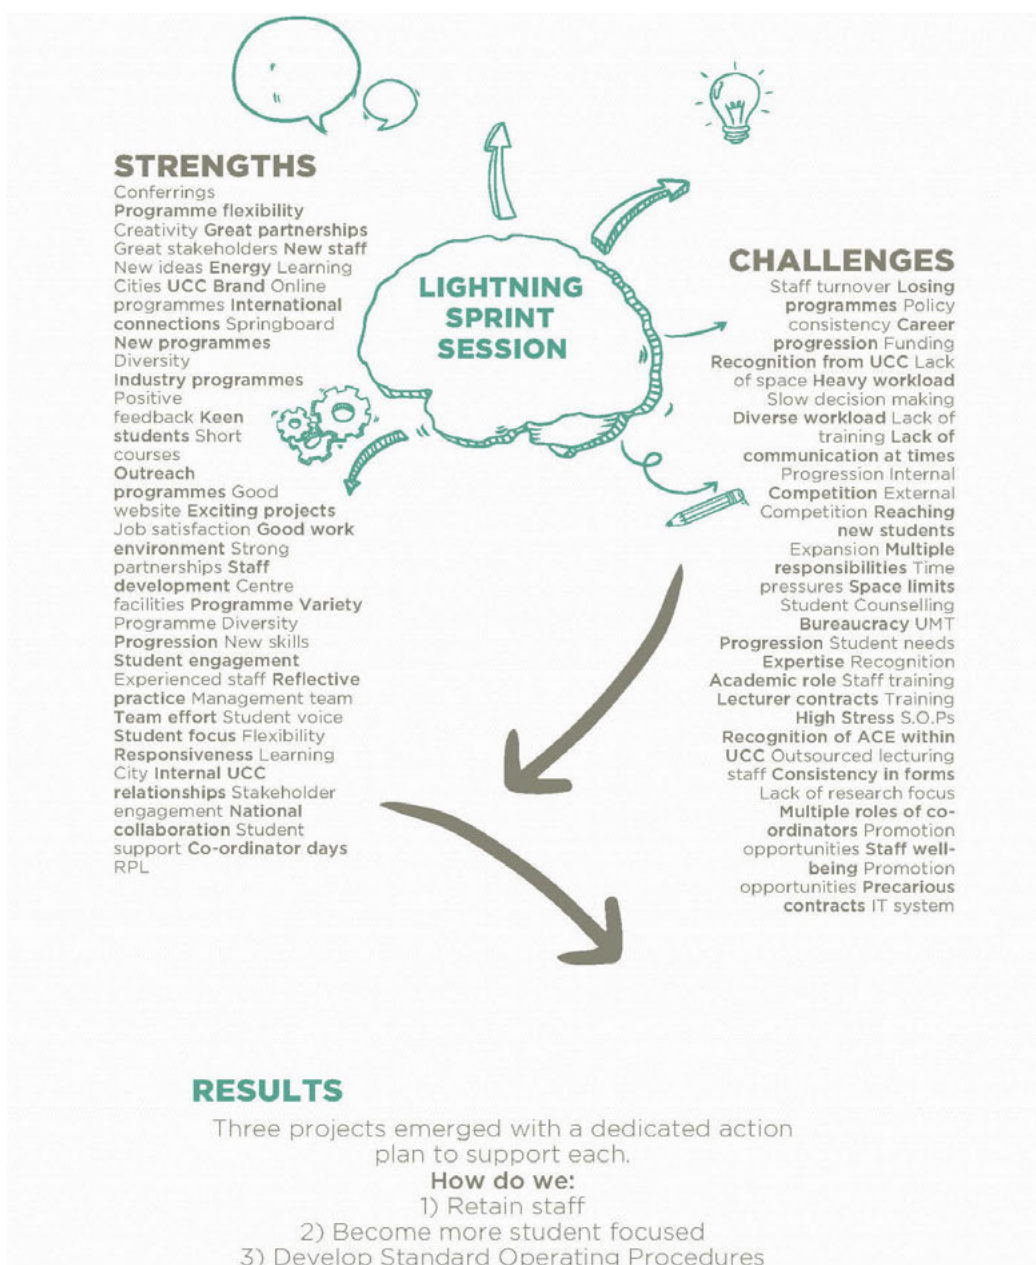 STRENGTHS
Conferrings
Programme flexibility
Creativity Great partnerships
Great stakeholders New staff
New ideas Energy Learning
Cities UCC Brand Online
programmes International
connections Springboard
New programmes
Diversity
Industry programmes
Positive
feedback Keen
students Short
courses
Outreach
programmes Good
website Exciting projects
Job satisfaction Good work
environment Strong
partnerships Staff
development Centre
facilities Programme Variety
Programme Diversity
Progression New skills
Student engagement
Experienced staff Reflective
practice Management team
Team effort Student voice
Student focus Flexibility
Responsiveness Learning
City Internal UCC
relationships Stakeholder
engagement National
collaboration Student
support Co-ordinator days
RPL
LIGHTNING
SPRINT
SESSION
CHALLENGES
Staff turnover Losing
programmes Policy
consistency Career
progression Funding
Recognition from UCC Lack
of space Heavy workload
Slow decision making
Diverse workload Lack of
training Lack of
communication at times
Progression Internal
Competition External
Competition Reaching
new students
Expansion Multiple
responsibilities Time
pressures Space limits
Student Counselling
Bureaucracy UMT
Progression Student needs
Expertise Recognition
Academic role Staff training
Lecturer contracts Training
High Stress S.O.Ps
Recognition of ACE within
UCC Outsourced lecturing
staff Consistency in forms
Lack of research focus
Multiple roles of co-
ordinators Promotion
opportunities Staff well-
being Promotion
opportunities Precarious
contracts IT system
RESULTS
Three projects emerged with a dedicated action
plan to support each.
How do we:
1) Retain staff
2) Become more student focused
3) Develop Standard Operating Procedures